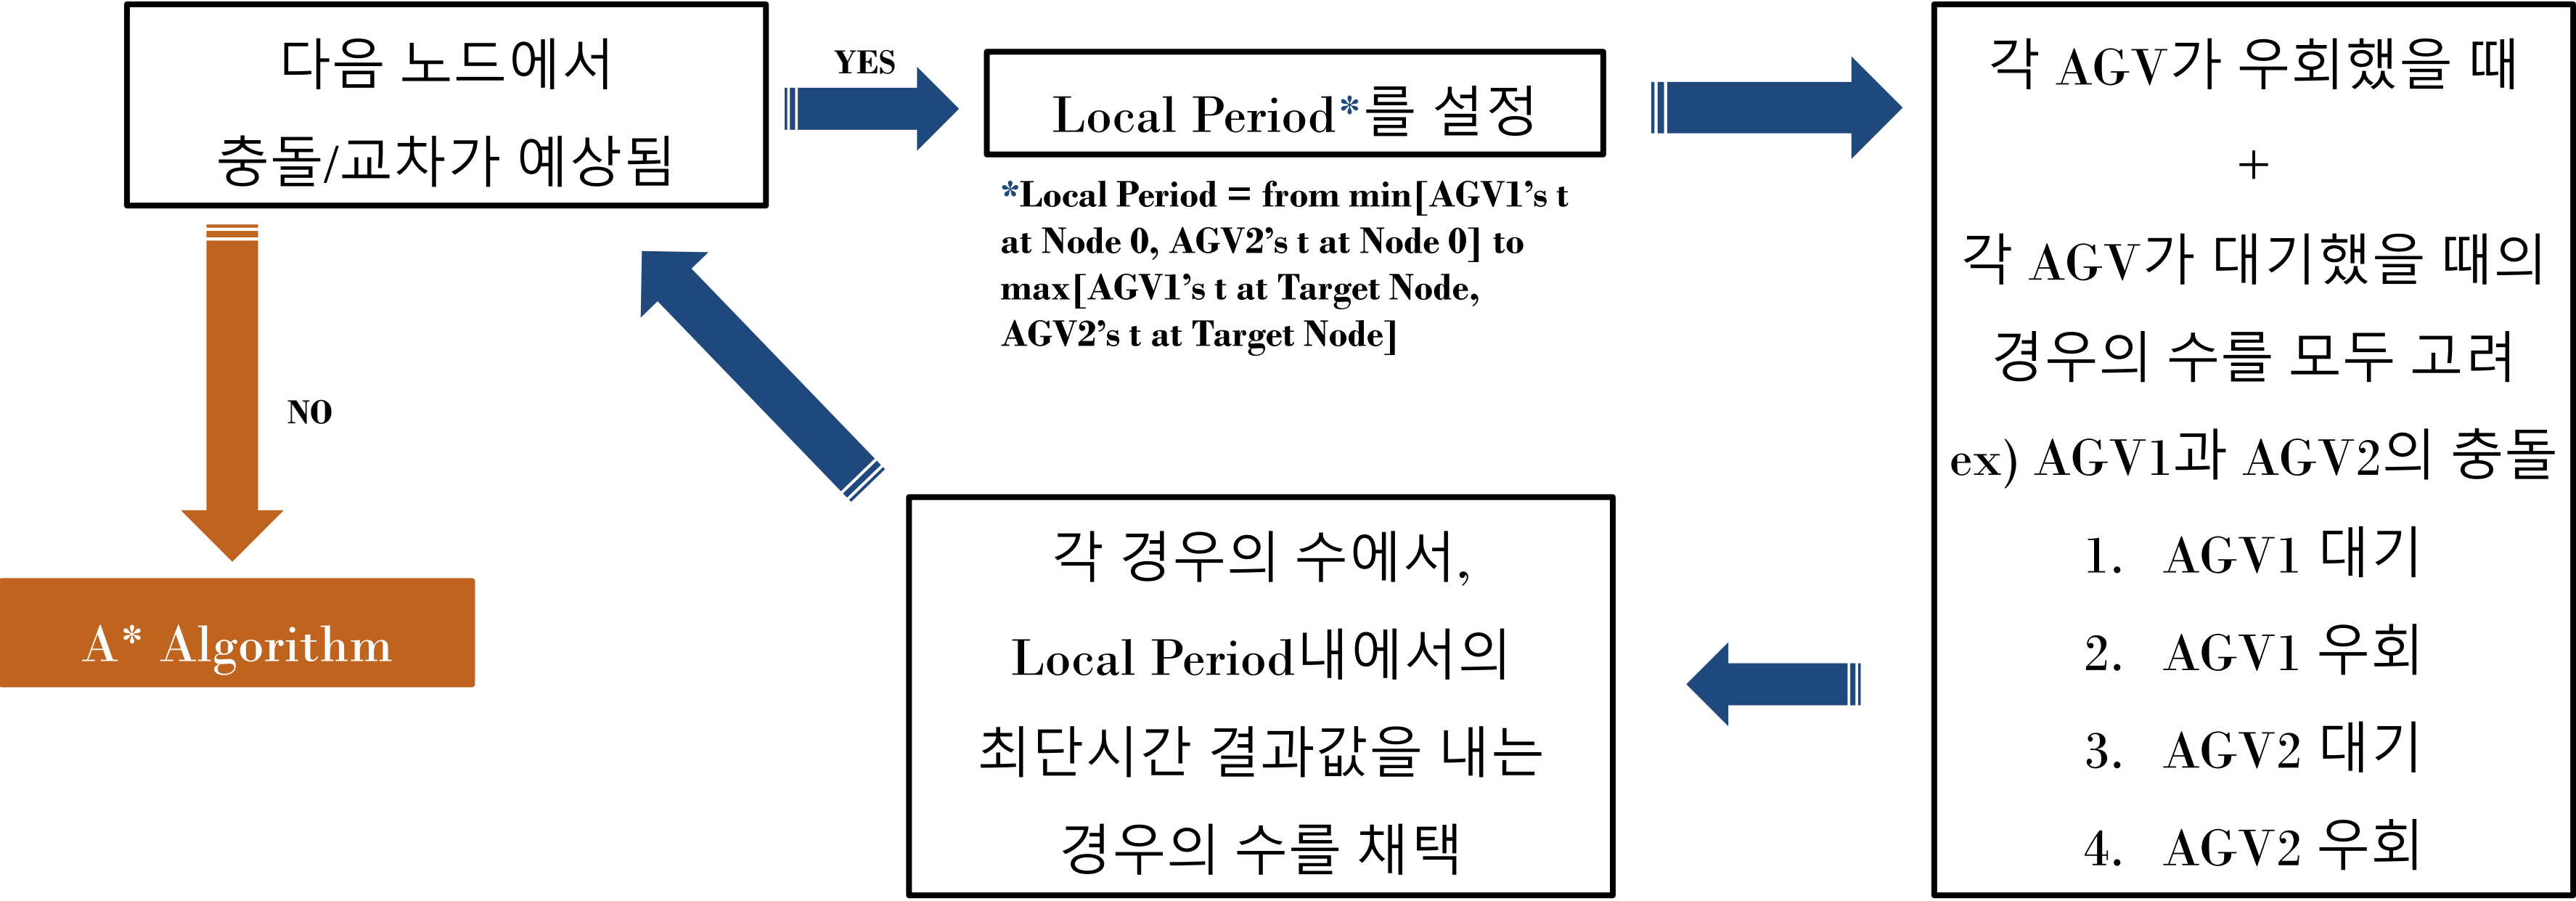 다음 노드에서
충돌/교차가 예상됨
YES
Local Period*를 설정
*Local Period = from min[AGV1’s t
at Node 0, AGV2’s t at Node 0] to
max[AGV1’s t at Target Node,
AGV2’s t at Target Node]
각 AGV가 우회했을 때
+
각 AGV가 대기했을 때의
경우의 수를 모두 고려
ex) AGV1과 AGV2의 충돌
1. AGV1 대기
2. AGV1 우회
3. AGV2 대기
4. AGV2 우회
각 경우의 수에서,
Local Period내에서의
최단시간 결과값을 내는
경우의 수를 채택
NO
A* Algorithm